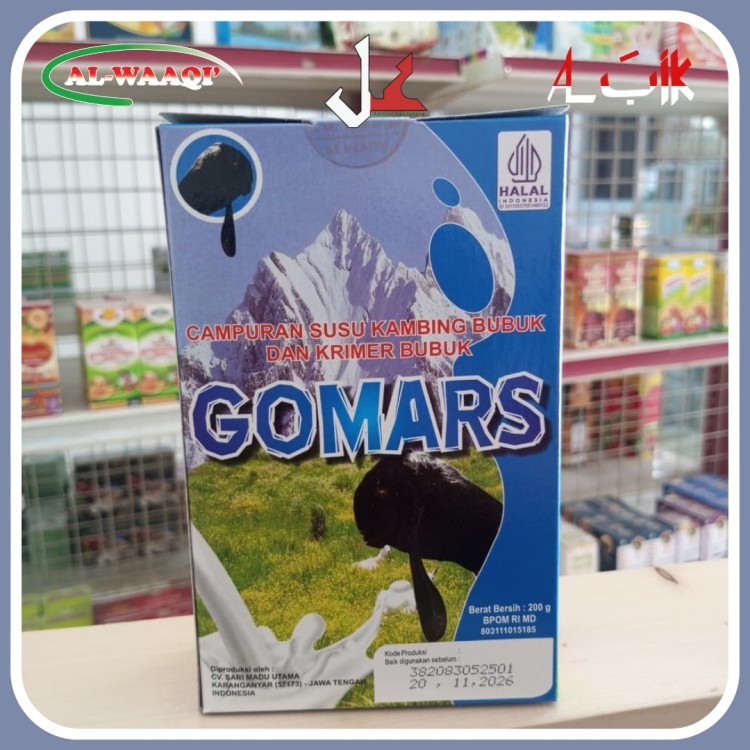 AL-WAAQI'
HALAL
INDONESIA
CAMPURAN SUSU KAMBING BUBUK
DAN KRIMER BUBUK
GOMARS
Berat Bersih : 200 g
BPOM RI MD
803111015185
Diproduksi oleh :
CV. SARI MADU UTAMA
KARANGANYAR (57173) - JAWA TENGAH
INDONESIA
Kode Produksi :
Baik digunakan sebelum :
382083052501
20 , 11,2026